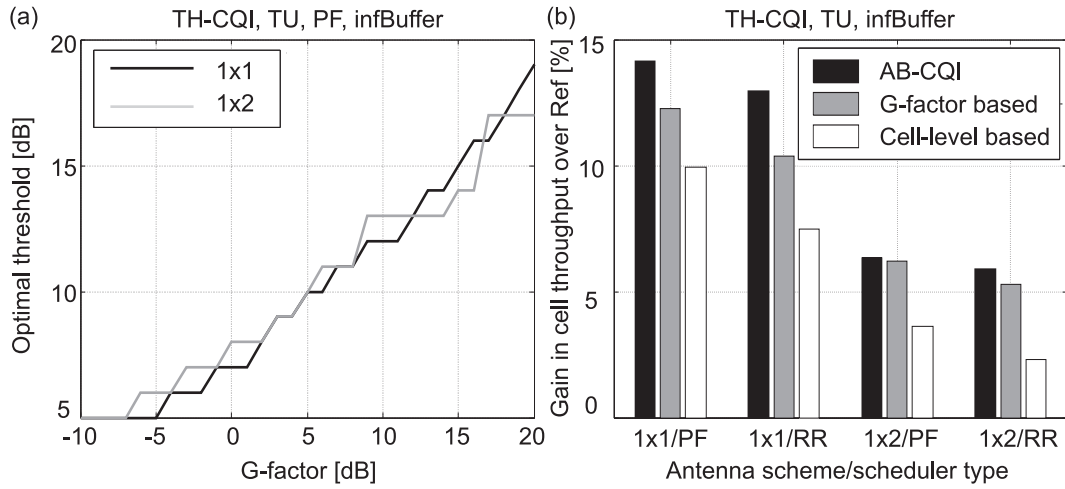 (a)
TH-CQI, TU, PF, infBuffer
20
15
10
5
Optimal threshold [dB]
1x1
1x2
-10
-5
0
5
10
15
20
G-factor [dB]
(b)
TH-CQI, TU, infBuffer
15
10
5
0
Gain in cell throughput over Ref [%]
AB-CQI
G-factor based
Cell-level based
1x1/PF
1x1/RR
1x2/PF
1x2/RR
Antenna scheme/scheduler type